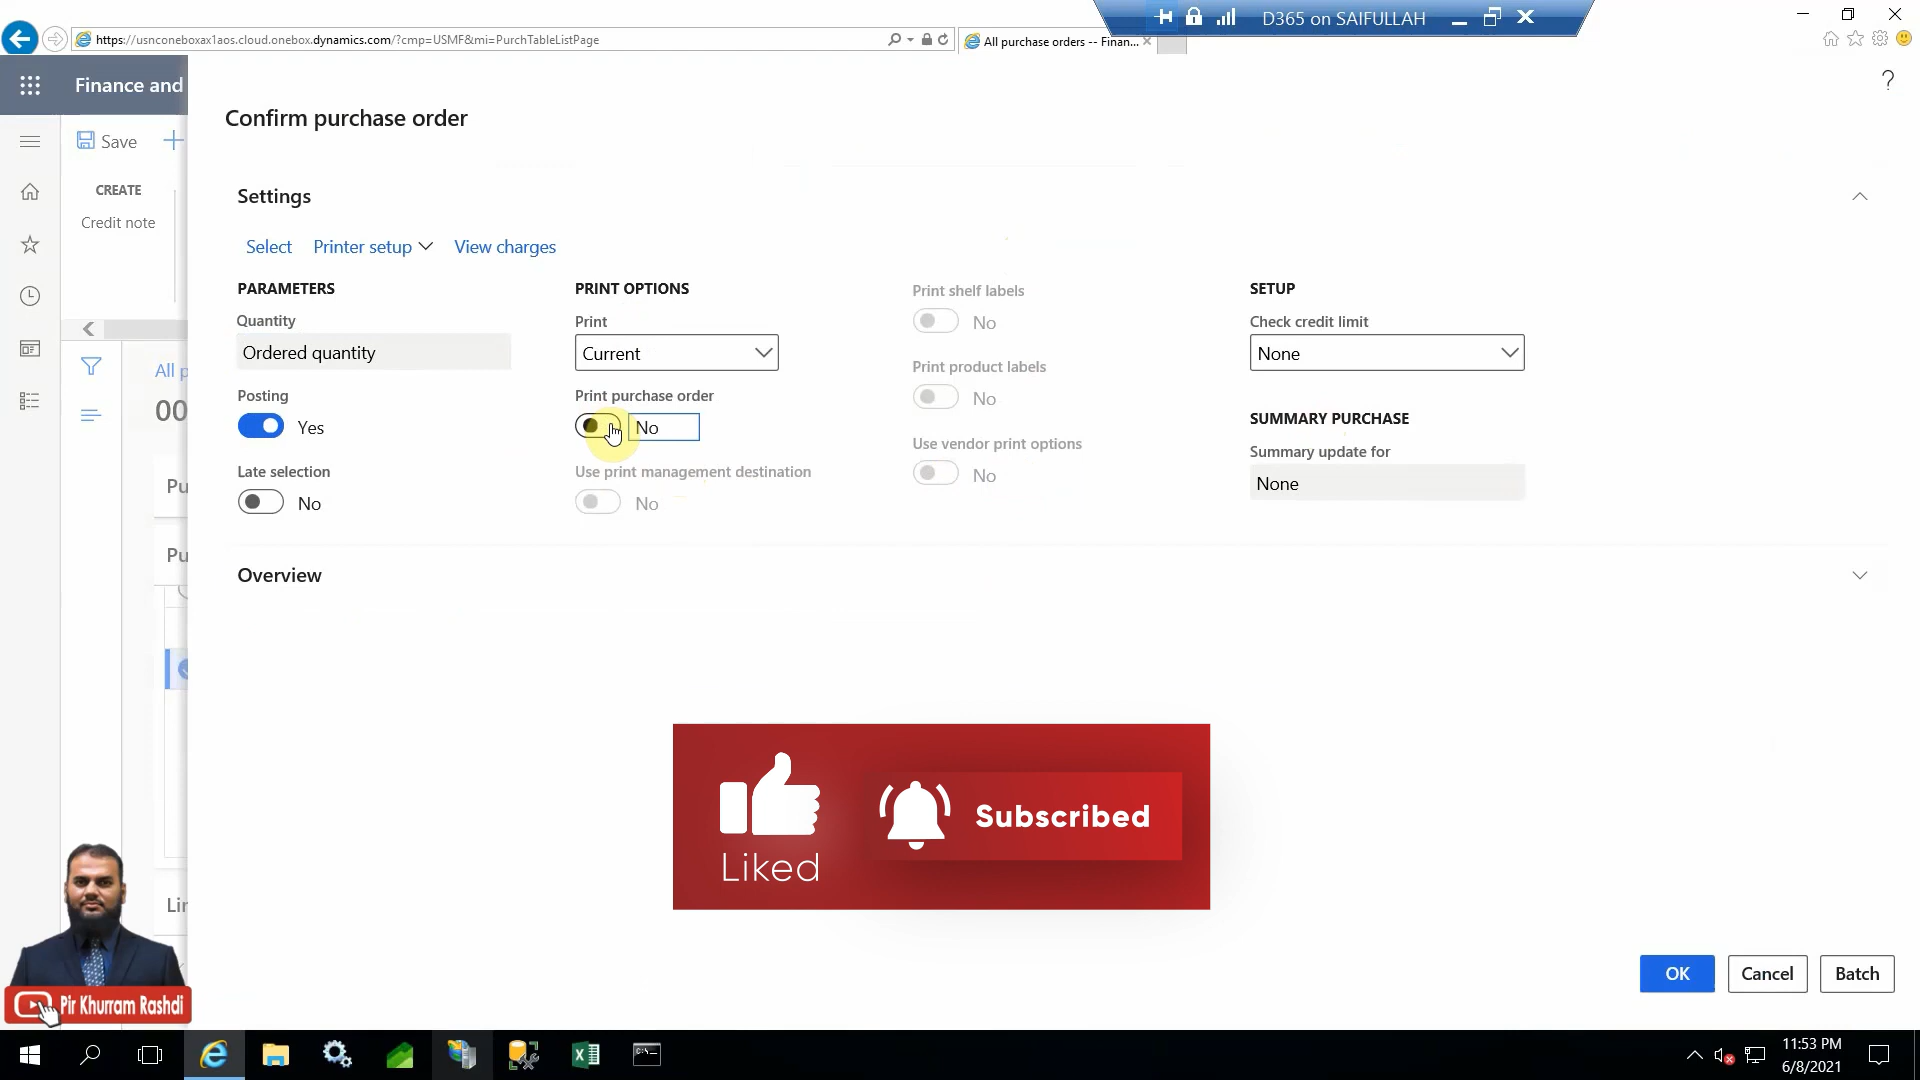 D365 on SAIFULLAH
https://usnconeboxax1aos.cloud.onebox.dynamics.com/?cmp=USMF&mi=PurchTableListPage
All purchase orders -- Finan...
Finance and
?
Confirm purchase order
Save
Settings
CREATE
Credit note
Select
Printer setup
View charges
PARAMETERS
PRINT OPTIONS
Print shelf labels
No
SETUP
Quantity
Ordered quantity
Print
Current
Check credit limit
None
Print product labels
No
All p
00
Posting
Yes
Print purchase order
No
SUMMARY PURCHASE
Use vendor print options
No
Summary update for
None
Late selection
No
Use print management destination
No
Pu
Pu
Overview
Liked
Subscribed
Lin
OK
Cancel
Batch
Pir Khurram Rashdi
11:53 PM
6/8/2021